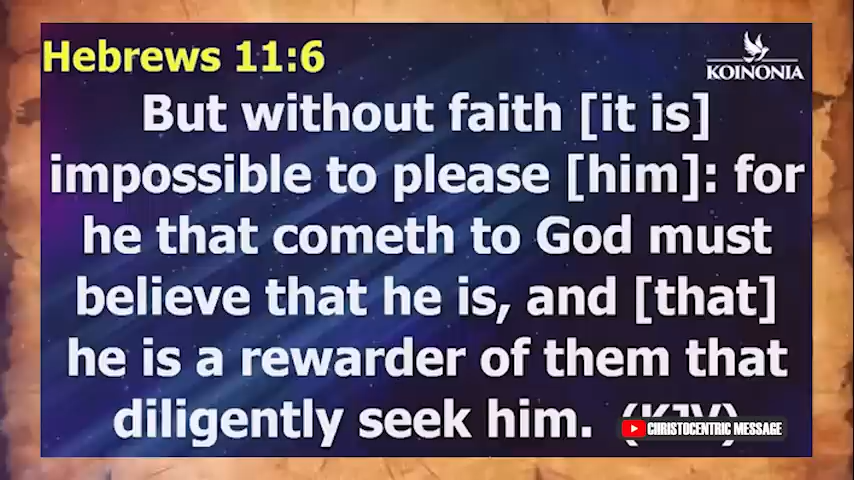 Hebrews 11:6
KOINONIA
But without faith [it is]
impossible to please [him]: for
he that cometh to God must
believe that he is, and [that]
he is a rewarder of them that
diligently seek him. (KJV)
CHRISTOCENTRIC MESSAGE